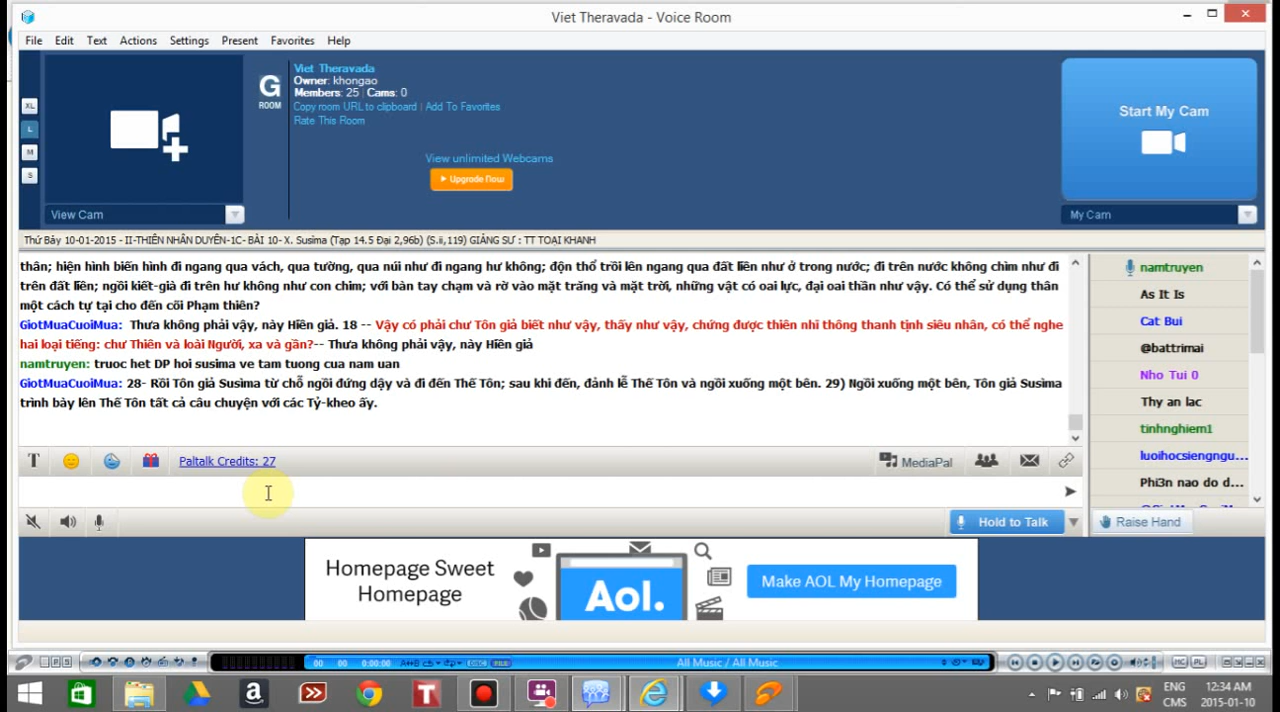 Viet Theravada - Voice Room
File Edit Text Actions Settings Present Favorites Help
XL
L
M
S
View Cam
G
ROOM
Viet Theravada
Owner: khongao
Members: 25 | Cams: 0
Copy room URL to clipboard | Add To Favorites
Rate This Room
View unlimited Webcams
Upgrade Now
Start My Cam
My Cam
Thứ Bảy 10-01-2015 - II-THIÊN NHÂN DUYÊN-1C- BÀI 10- X. Susìma (Tạp 14.5 Đại 2,96b) (S.ii,119) GIẢNG SƯ : TT TOẠI KHANH
thân; hiện hình biến hình đi ngang qua vách, qua tường, qua núi như đi ngang hư không; độn thổ trồi lên ngang qua đất liền như ở trong nước; đi trên nước không chìm như đi
trên đất liền; ngồi kiết-già đi trên hư không như con chim; với bàn tay chạm và rờ vào mặt trăng và mặt trời, những vật có oai lực, đại oai thần như vậy. Có thể sử dụng thân
một cách tự tại cho đến cõi Phạm thiên?
GiotMuaCuoiMua: Thưa không phải vậy, này Hiền giả. 18 -- Vậy có phải chư Tôn giả biết như vậy, thấy như vậy, chứng được thiên nhĩ thông thanh tịnh siêu nhân, có thể nghe
hai loại tiếng: chư Thiên và loài Người, xa và gần?-- Thưa không phải vậy, này Hiền giả
namtruyen: truoc het DP hoi susima ve tam tuong cua nam uan
GiotMuaCuoiMua: 28- Rồi Tôn giả Susìma từ chỗ ngồi đứng dậy và đi đến Thế Tôn; sau khi đến, đảnh lễ Thế Tôn và ngồi xuống một bên. 29) Ngồi xuống một bên, Tôn giả Susìma
trình bày lên Thế Tôn tất cả câu chuyện với các Tỷ-kheo ấy.
namtruyen
As It Is
Cat Bui
@battrimai
Nho Tui 0
Thy an lac
tinhnghiem1
luoihocsiengngu...
Phi3n nao do d...
T
Paltalk Credits: 27
MediaPal
Hold to Talk
Raise Hand
Homepage Sweet
Homepage
Aol.
Make AOL My Homepage
00 00 0:00:00
All Music / All Music
ENG
CMS
12:34 AM
2015-01-10